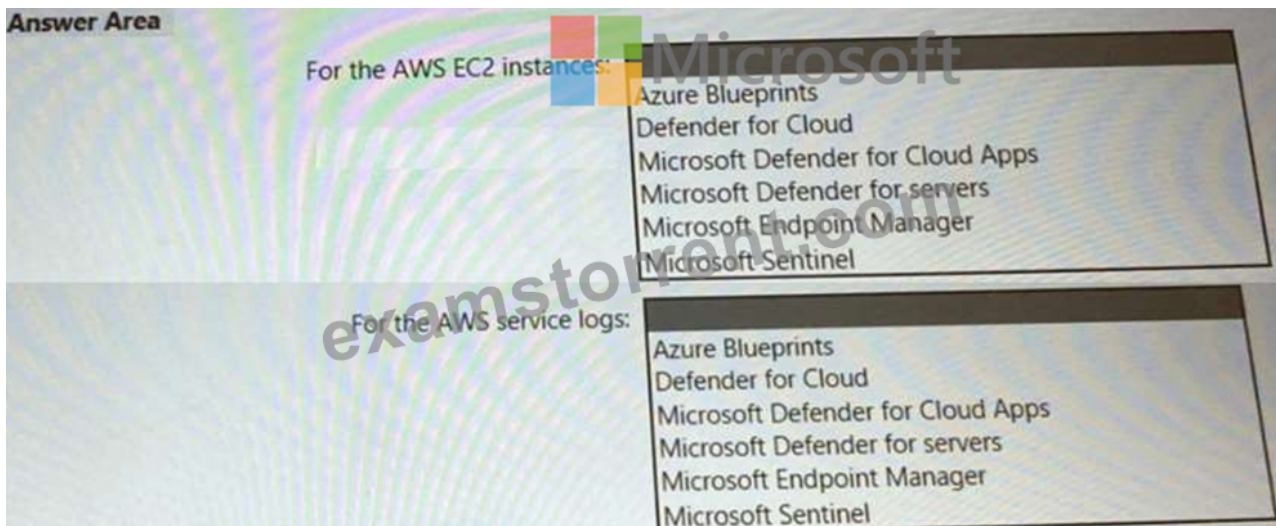 Answer Area
Microsoft
For the AWS EC2 instances:
Azure Blueprints
Defender for Cloud
Microsoft Defender for Cloud Apps
Microsoft Defender for servers
Microsoft Endpoint Manager
Microsoft Sentinel
examstorrent.com
For the AWS service logs:
Azure Blueprints
Defender for Cloud
Microsoft Defender for Cloud Apps
Microsoft Defender for servers
Microsoft Endpoint Manager
Microsoft Sentinel